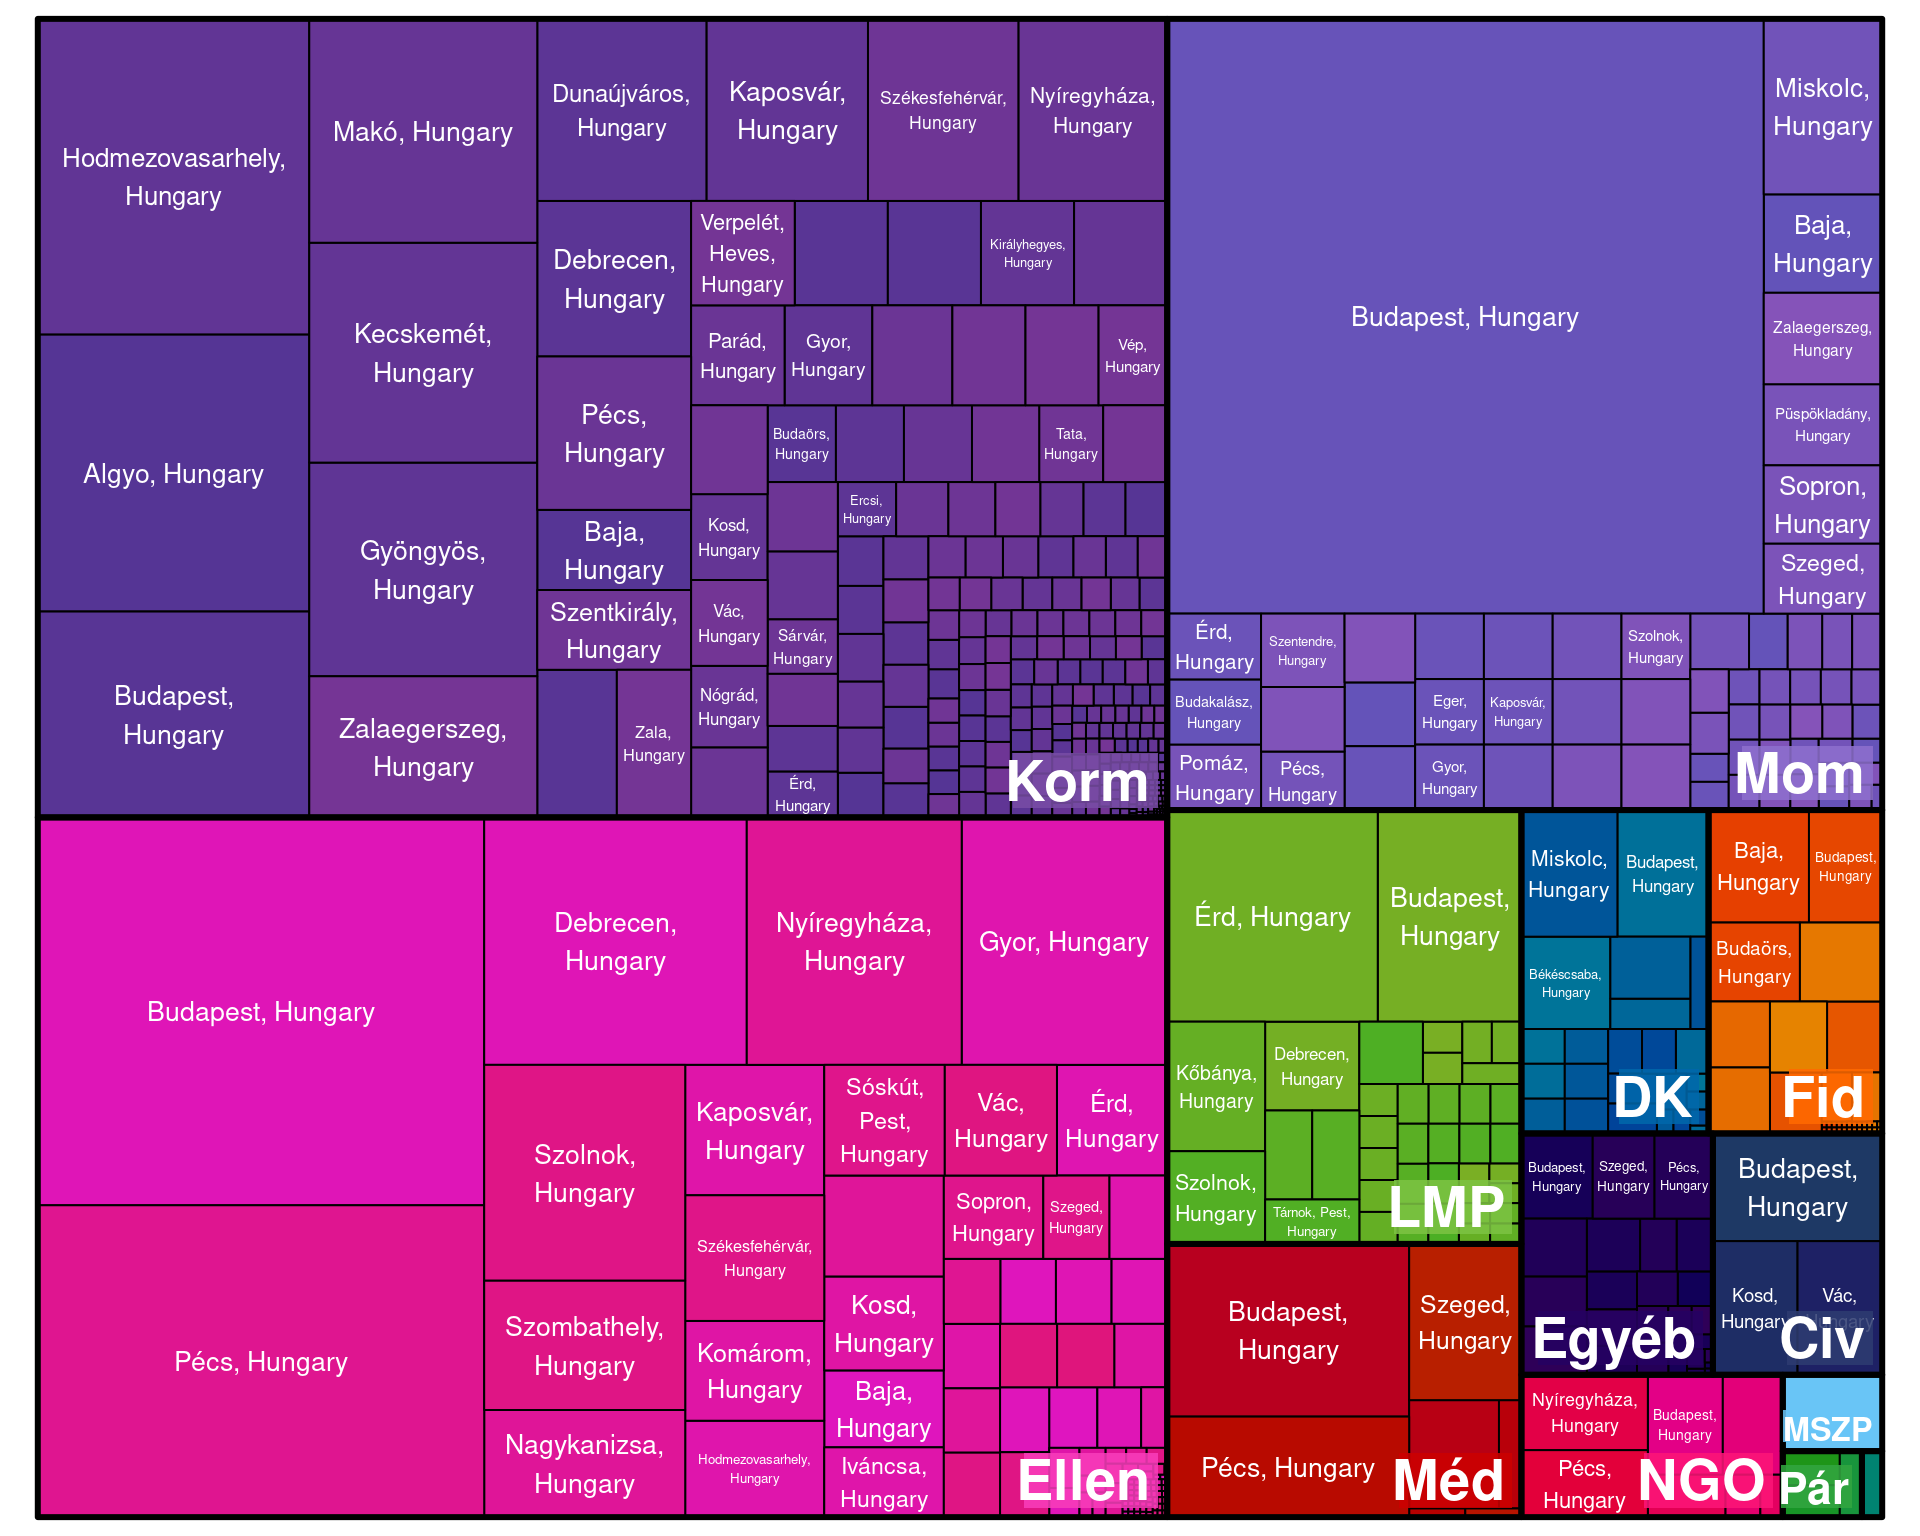 Hodmezovasarhely,
Hungary
Algyo, Hungary
Budapest,
Hungary
Makó, Hungary
Kecskemét,
Hungary
Gyöngyös,
Hungary
Zalaegerszeg,
Hungary
Dunaújváros,
Hungary
Kaposvár,
Hungary
Székesfehérvár,
Hungary
Nyíregyháza,
Hungary
Debrecen,
Hungary
Pécs,
Hungary
Baja,
Hungary
Szentkirály,
Hungary
Zala,
Hungary
Verpelét,
Heves,
Hungary
Királyhegyes,
Hungary
Parád,
Hungary
Gyor,
Hungary
Vép,
Hungary
Budaörs,
Hungary
Tata,
Hungary
Kosd,
Hungary
Ercsi,
Hungary
Vác,
Hungary
Sárvár,
Hungary
Nógrád,
Hungary
Érd,
Hungary
Korm
Budapest, Hungary
Miskolc,
Hungary
Baja,
Hungary
Zalaegerszeg,
Hungary
Püspökladány,
Hungary
Sopron,
Hungary
Szeged,
Hungary
Érd,
Hungary
Szentendre,
Hungary
Szolnok,
Hungary
Budakalász,
Hungary
Eger,
Hungary
Kaposvár,
Hungary
Pomáz,
Hungary
Pécs,
Hungary
Gyor,
Hungary
Mom
Budapest, Hungary
Pécs, Hungary
Debrecen,
Hungary
Nyíregyháza,
Hungary
Gyor, Hungary
Szolnok,
Hungary
Szombathely,
Hungary
Nagykanizsa,
Hungary
Kaposvár,
Hungary
Székesfehérvár,
Hungary
Komárom,
Hungary
Hodmezovasarhely,
Hungary
Sóskút,
Pest,
Hungary
Vác,
Hungary
Érd,
Hungary
Sopron,
Hungary
Szeged,
Hungary
Kosd,
Hungary
Baja,
Hungary
Iváncsa,
Hungary
Ellen
Érd, Hungary
Budapest,
Hungary
Kőbánya,
Hungary
Debrecen,
Hungary
Szolnok,
Hungary
Tárnok, Pest,
Hungary
LMP
Budapest,
Hungary
Szeged,
Hungary
Pécs, Hungary
Méd
Miskolc,
Hungary
Budapest,
Hungary
Békéscsaba,
Hungary
DK
Baja,
Hungary
Budapest,
Hungary
Budaörs,
Hungary
Fid
Budapest,
Hungary
Szeged,
Hungary
Pécs,
Hungary
Egyéb
Budapest,
Hungary
Kosd,
Hungary
Vác,
Hungary
Civ
Nyíregyháza,
Hungary
Budapest,
Hungary
Pécs,
Hungary
NGO
MSZP
Pár